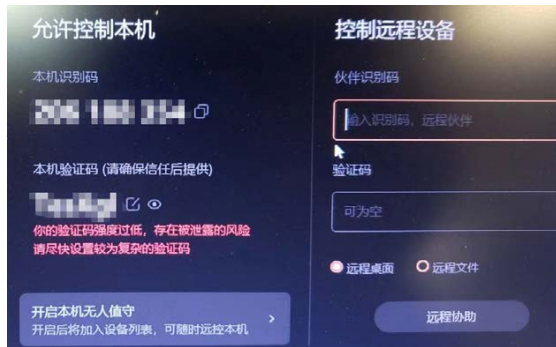 允许控制本机
本机识别码
本机验证码 (请确保信任后提供)
你的验证码强度过低，存在被泄露的风险
请尽快设置较为复杂的验证码
开启本机无人值守
开启后将加入设备列表，可随时远控本机
控制远程设备
伙伴识别码
输入识别码，远程伙伴
验证码
可为空
远程桌面
远程文件
远程协助